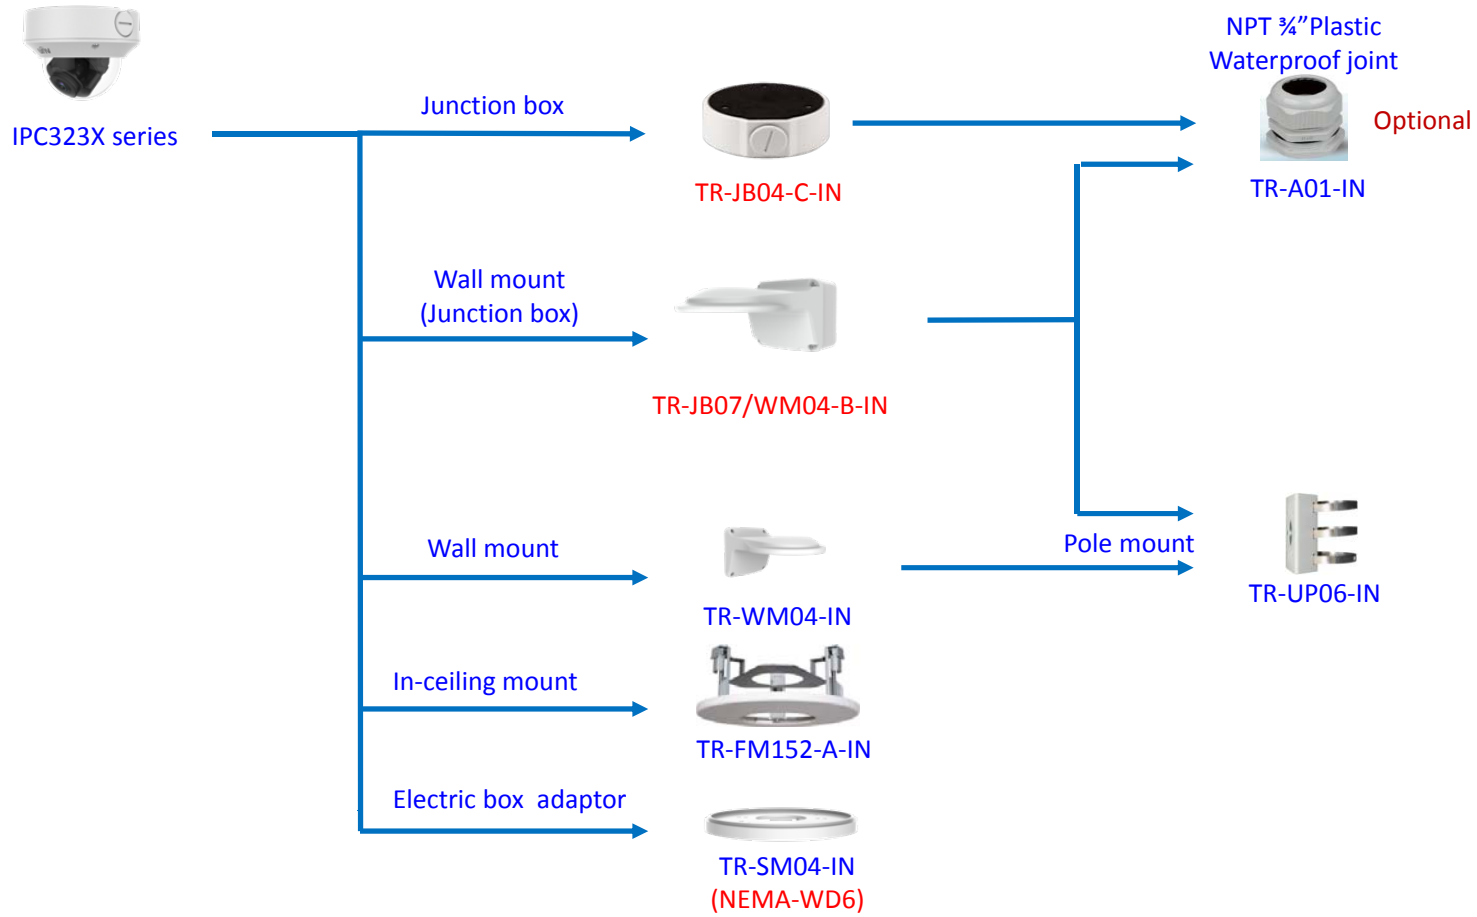 NPT ¾”Plastic
Waterproof joint
Optional
TR-A01-IN
IPC323X series
Junction box
TR-JB04-C-IN
Wall mount
(Junction box)
TR-JB07/WM04-B-IN
Wall mount
TR-WM04-IN
Pole mount
TR-UP06-IN
In-ceiling mount
TR-FM152-A-IN
Electric box  adaptor
TR-SM04-IN
(NEMA-WD6)